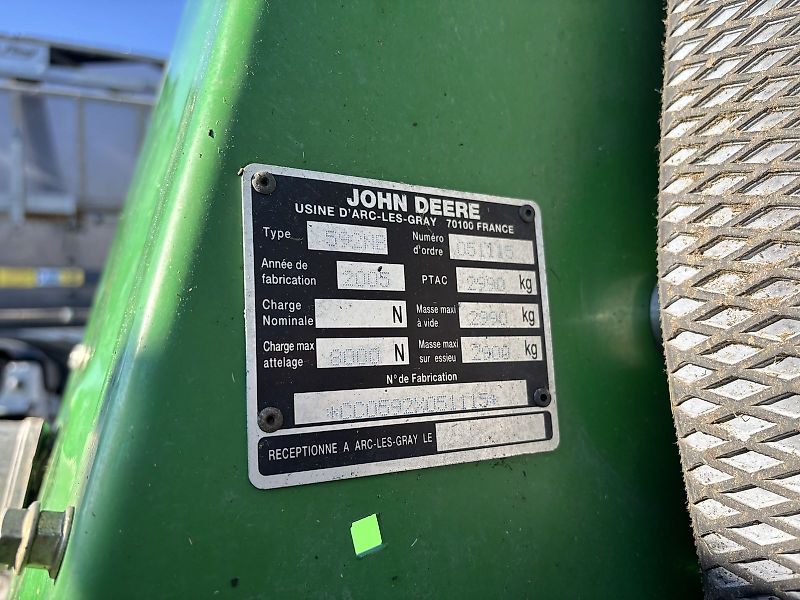 JOHN DEERE
USINE D'ARC-LES-GRAY 70100 FRANCE
Type Numéro d'ordre 051115
Année de fabrication 2005 PTAC kg
Charge Nominale N Masse maxi à vide 2990 kg
Charge max attelage N Masse maxi sur essieu kg
N° de Fabrication
*CC0592X051115*
RECEPTIONNE A ARC-LES-GRAY LE